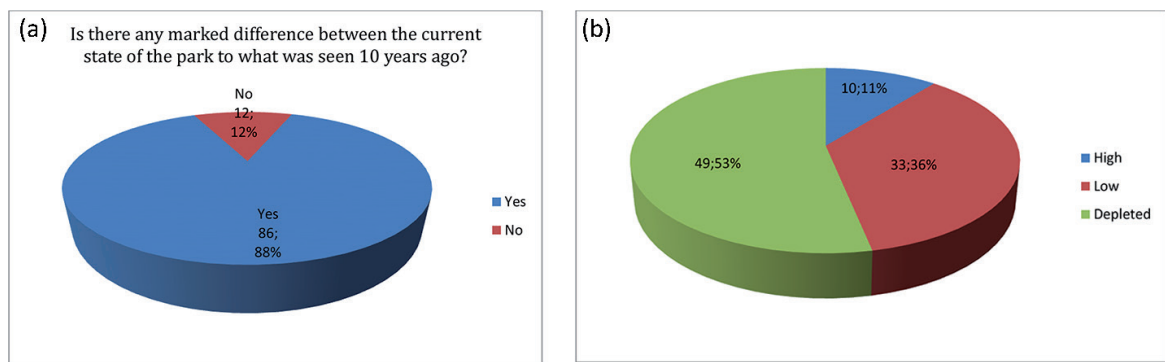 (a)
Is there any marked difference between the current
state of the park to what was seen 10 years ago?
No
12;
12%
Yes
86;
88%
Yes
No
(b)
10;11%
33;36%
49;53%
High
Low
Depleted